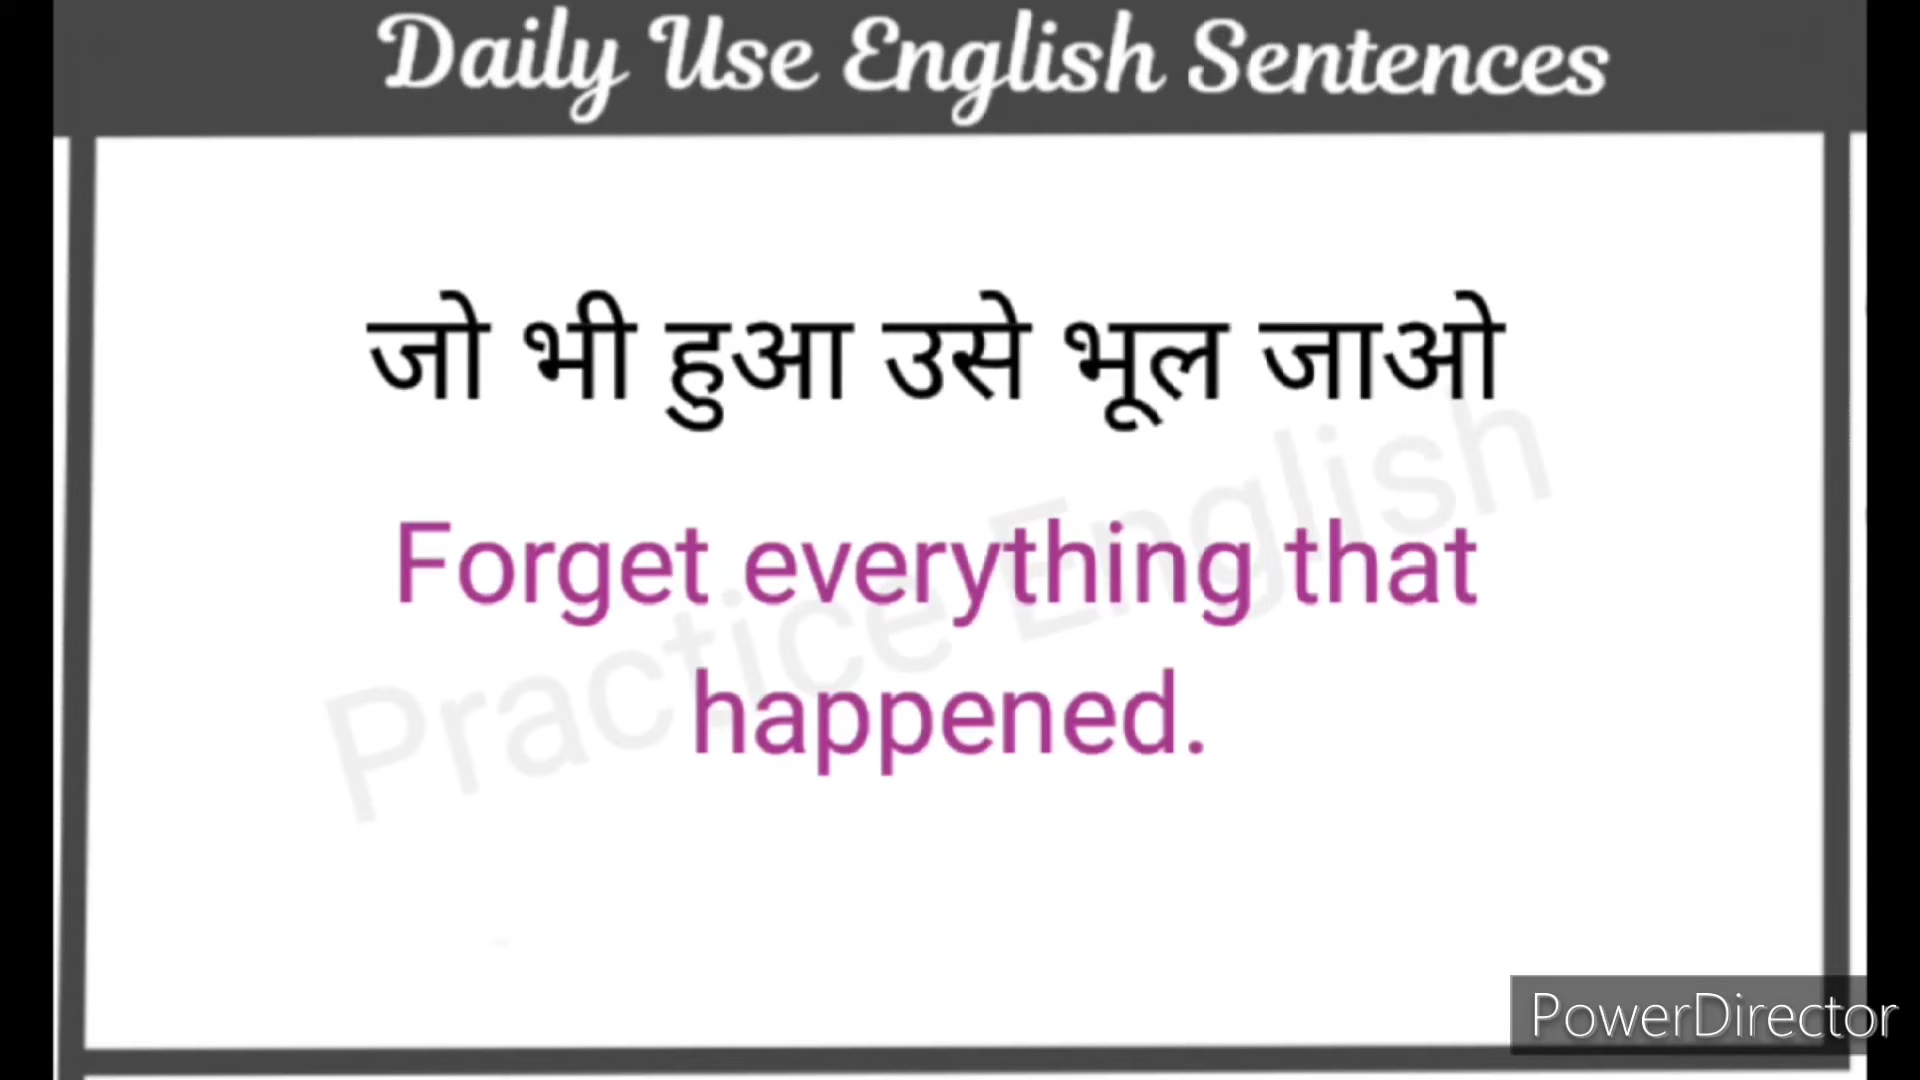 Daily Use English Sentences
जो भी हुआ उसे भूल जाओ
Forget everything that
happened.
Practice English
PowerDirector